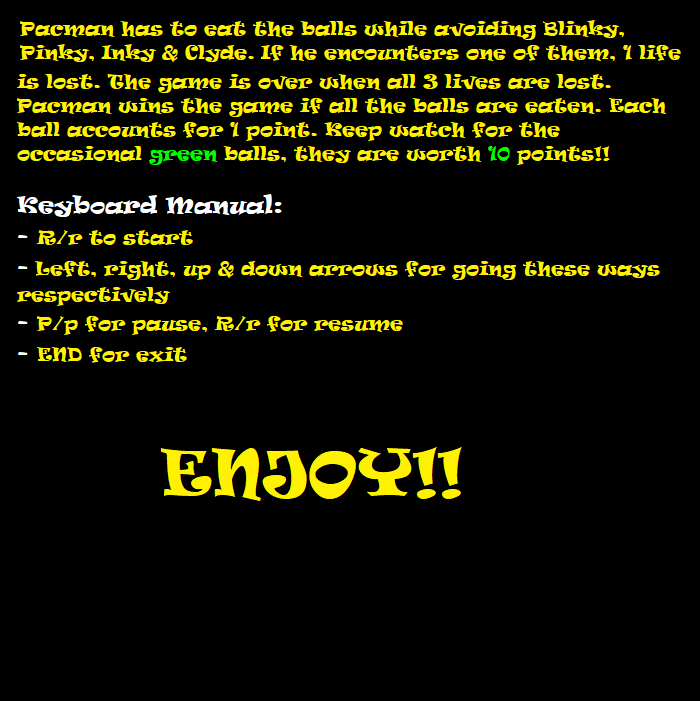 Pacman has to eat the balls while avoiding Blinky,
Pinky, Inky & Clyde. If he encounters one of them, 1 life
is lost. The game is over when all 3 lives are lost.
Pacman wins the game if all the balls are eaten. Each
ball accounts for 1 point. Keep watch for the
occasional green balls, they are worth 10 points!!
Keyboard Manual:
- R/r to start
- Left, right, up & down arrows for going these ways
respectively
- P/p for pause, R/r for resume
- END for exit
ENJOY!!